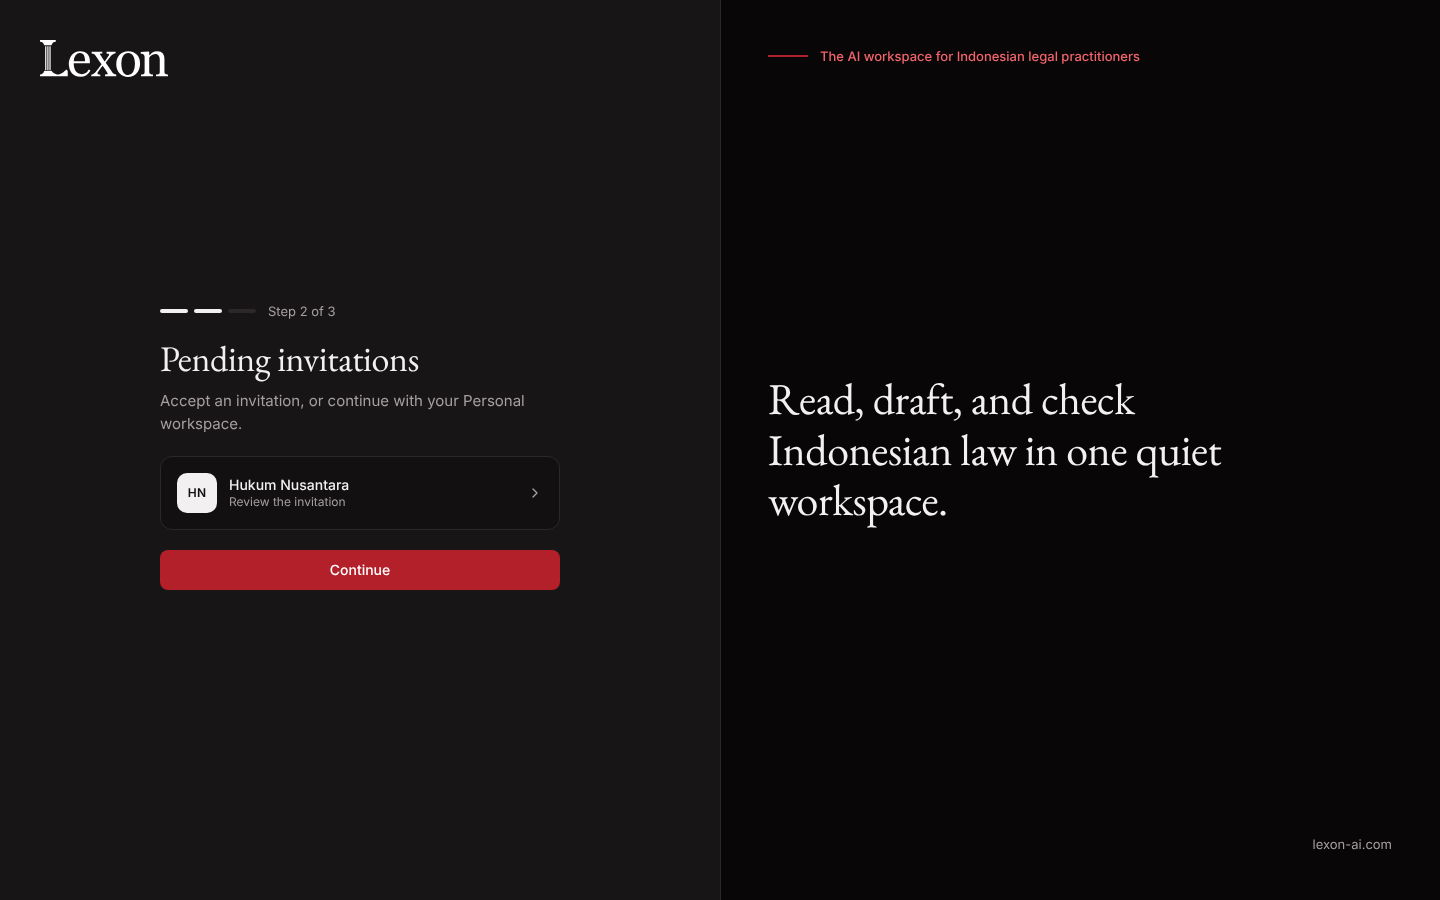 Lexon
Step 2 of 3
Pending invitations
Accept an invitation, or continue with your Personal
workspace.
HN
Hukum Nusantara
Review the invitation
Continue
The AI workspace for Indonesian legal practitioners
Read, draft, and check
Indonesian law in one quiet
workspace.
lexon-ai.com